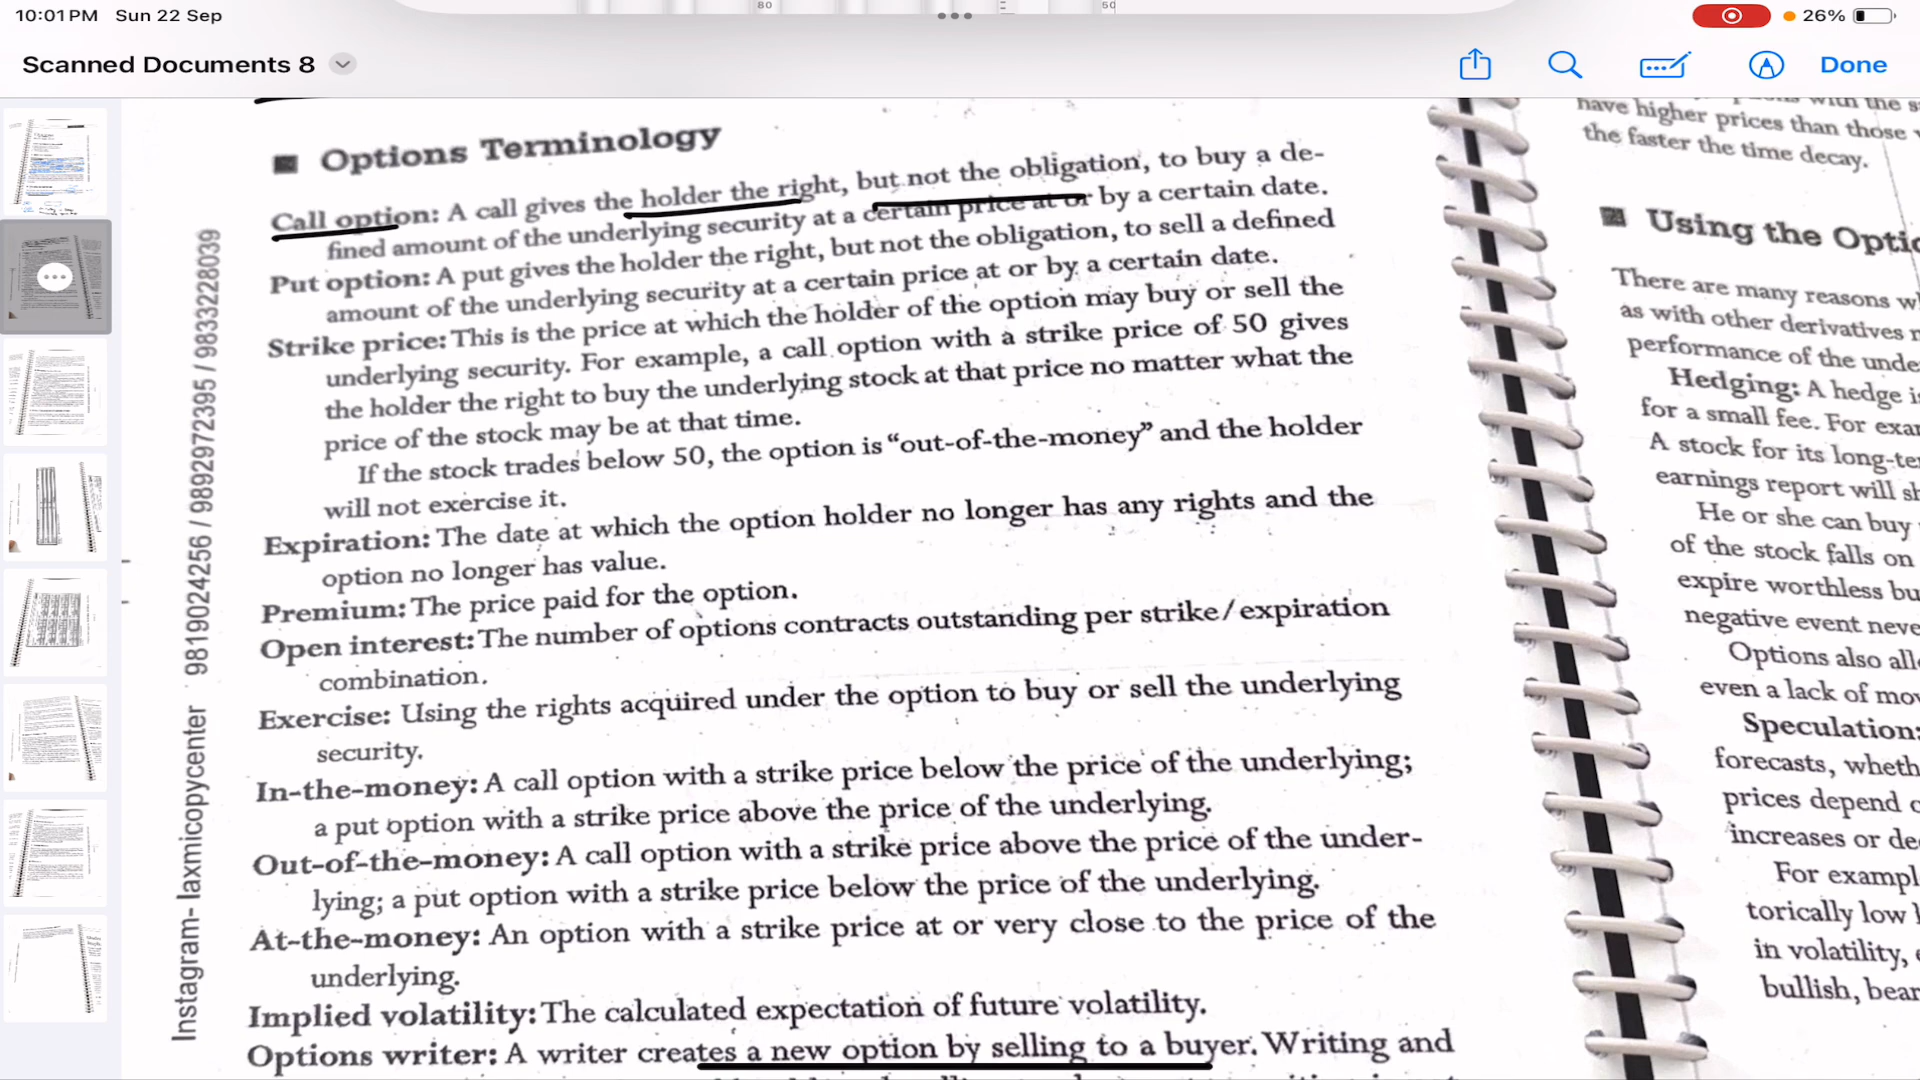 80
50
10:01 PM Sun 22 Sep
26%
Scanned Documents 8
Done
Options Terminology
Call option: A call gives the holder the right, but not the obligation, to buy a de-
fined amount of the underlying security at a certain price at or by a certain date.
Put option: A put gives the holder the right, but not the obligation, to sell a defined
amount of the underlying security at a certain price at or by a certain date.
Strike price: This is the price at which the holder of the option may buy or sell the
underlying security. For example, a call option with a strike price of 50 gives
the holder the right to buy the underlying stock at that price no matter what the
price of the stock may be at that time.
If the stock trades below 50, the option is “out-of-the-money” and the holder
will not exercise it.
Expiration: The date at which the option holder no longer has any rights and the
option no longer has value.
Premium: The price paid for the option.
Open interest: The number of options contracts outstanding per strike/expiration
combination.
Exercise: Using the rights acquired under the option to buy or sell the underlying
security.
In-the-money: A call option with a strike price below the price of the underlying;
a put option with a strike price above the price of the underlying.
Out-of-the-money: A call option with a strike price above the price of the under-
lying; a put option with a strike price below the price of the underlying.
At-the-money: An option with a strike price at or very close to the price of the
underlying.
Implied volatility: The calculated expectation of future volatility.
Options writer: A writer creates a new option by selling to a buyer. Writing and
Instagram- laxmicopycenter 9819024256 / 9892972395 / 9833228039
have higher prices than those
the faster the time decay.
Using the
There are many reasons
as with other derivatives
performance of the
Hedging: A hedge
for a small fee. For
A stock for its
earnings report will
He or she can buy
of the stock falls on
expire worthless
negative event
Options also
even a lack of
Speculation:
forecasts,
prices depend
increases or
For
low
in volatility,
bullish,